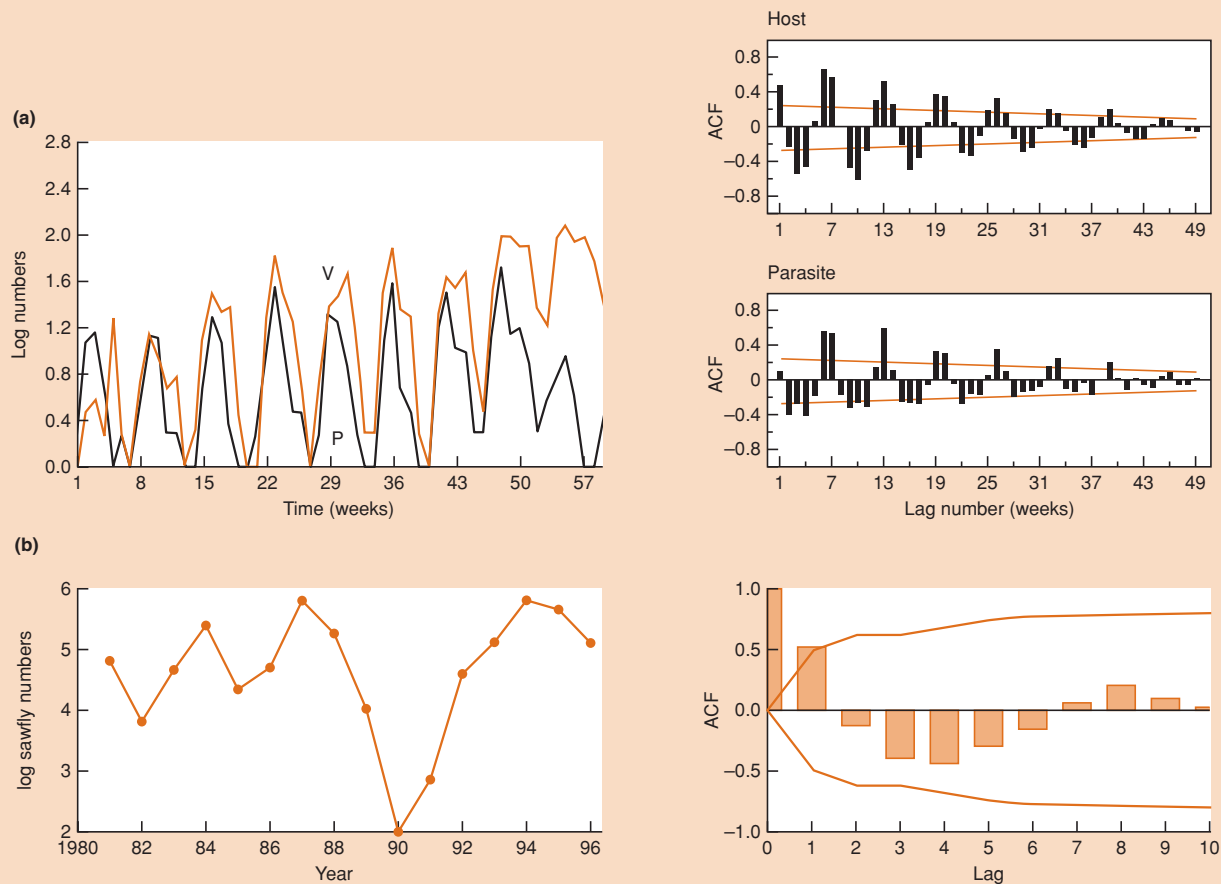 (a)
2.8
2.4
2.0
1.6
1.2
0.8
0.4
0.0
Log numbers
V
P
1 8 15 22 29 36 43 50 57
Time (weeks)
Host
0.8
0.4
0
–0.4
–0.8
ACF
1 7 13 19 25 31 37 43 49
Parasite
0.8
0.4
0
–0.4
–0.8
ACF
1 7 13 19 25 31 37 43 49
Lag number (weeks)
(b)
6
5
4
3
2
log sawfly numbers
1980 82 84 86 87 90 92 94 96
Year
1.0
0.5
0.0
–0.5
–1.0
ACF
0 1 2 3 4 5 6 7 8 9 10
Lag